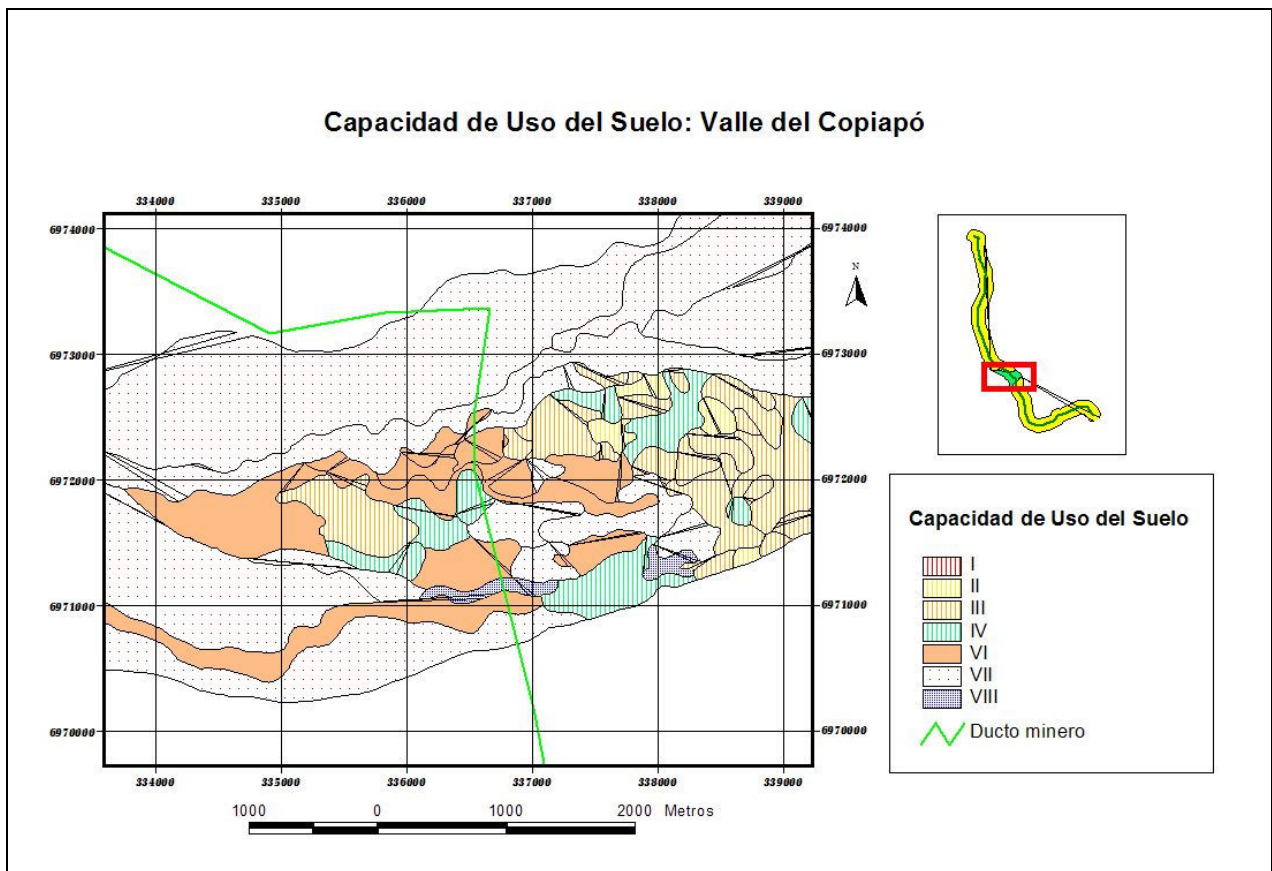 Capacidad de Uso del Suelo: Valle del Copiapó
334000 335000 336000 337000 338000 339000
6974000 6974000
6973000 6973000
6972000 6972000
6971000 6971000
6970000 6970000
334000 335000 336000 337000 338000 339000
1000 0 1000 2000 Metros
N
Capacidad de Uso del Suelo
I
II
III
IV
VI
VII
VIII
Ducto minero